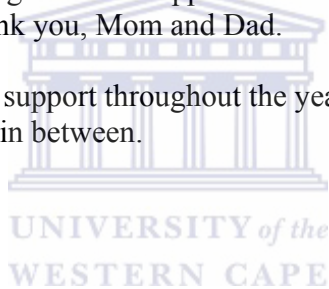 nk you, Mom and Dad.
support throughout the yea
in between.
UNIVERSITY of the
WESTERN CAPE